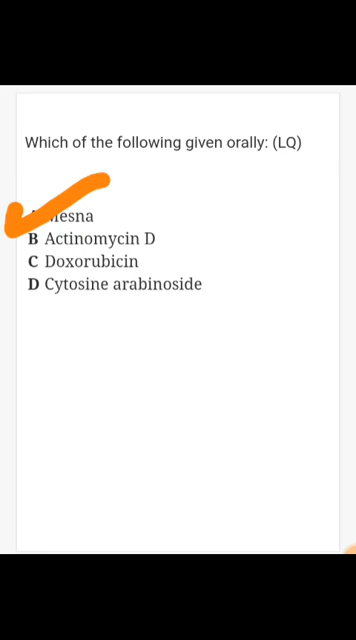 Which of the following given orally: (LQ)
B Actinomycin D
C Doxorubicin
D Cytosine arabinoside